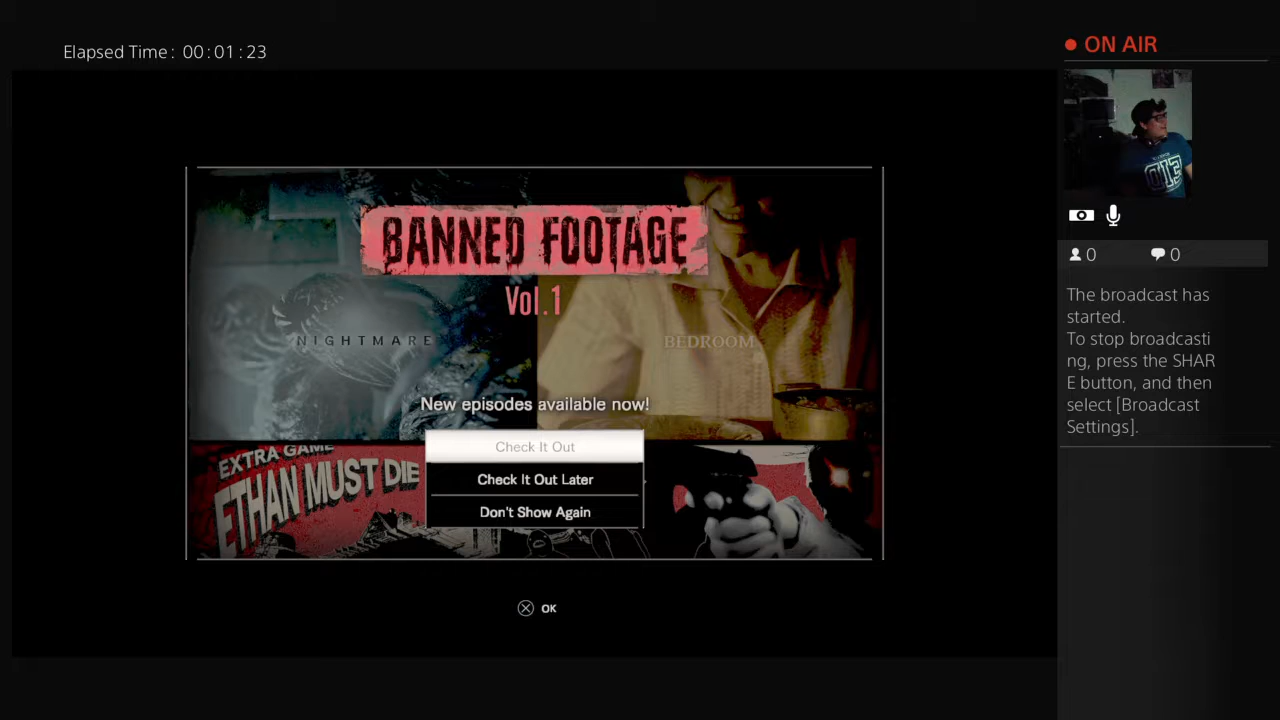 Elapsed Time: 00:01:23
ON AIR
BANNED FOOTAGE
Vol.1
NIGHTMARE
BEDROOM
New episodes available now!
Check It Out
Check It Out Later
Don't Show Again
EXTRA GAME
ETHAN MUST DIE
OK
0
0
The broadcast has
started.
To stop broadcasti
ng, press the SHAR
E button, and then
select [Broadcast
Settings].